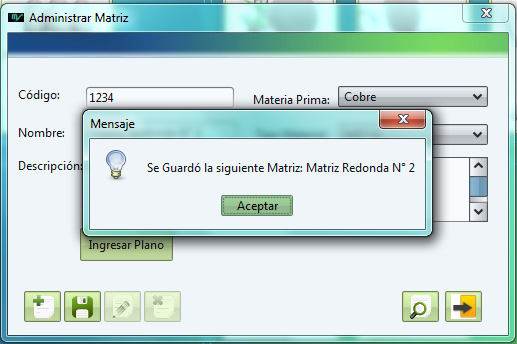 Administrar Matriz
Código: 1234
Materia Prima: Cobre
Nombre:
Descripción
Mensaje
Se Guardó la siguiente Matriz: Matriz Redonda N° 2
Aceptar
Ingresar Plano